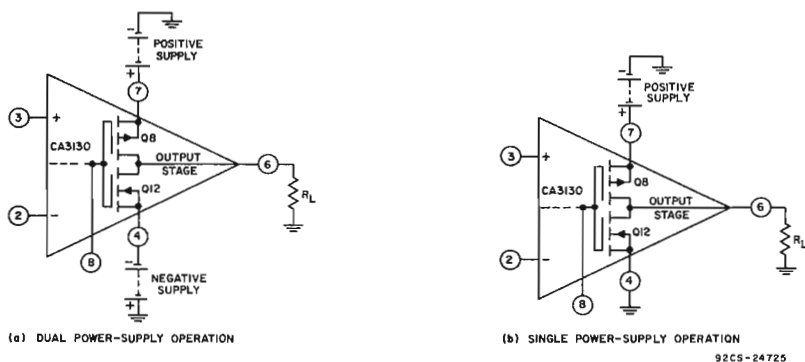 - POSITIVE
SUPPLY
+
7
3
+
Q8
CA3130
OUTPUT
STAGE
6
Q12
RL
2
-
4
8
-
NEGATIVE
SUPPLY
+
(a) DUAL POWER-SUPPLY OPERATION
-
POSITIVE
SUPPLY
+
7
3
+
Q8
CA3130
OUTPUT
STAGE
6
Q12
RL
2
-
4
8
(b) SINGLE POWER-SUPPLY OPERATION
92CS-24725